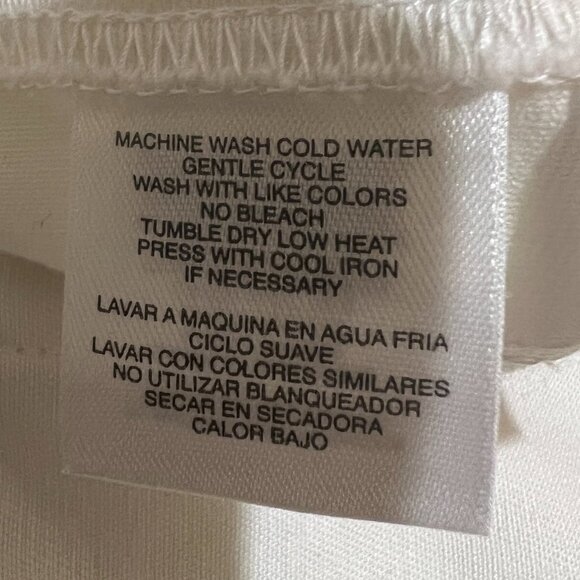 MACHINE WASH COLD WATER
GENTLE CYCLE
WASH WITH LIKE COLORS
NO BLEACH
TUMBLE DRY LOW HEAT
PRESS WITH COOL IRON
IF NECESSARY
LAVAR A MAQUINA EN AGUA FRIA
CICLO SUAVE
LAVAR CON COLORES SIMILARES
NO UTILIZAR BLANQUEADOR
SECAR EN SECADORA
CALOR BAJO